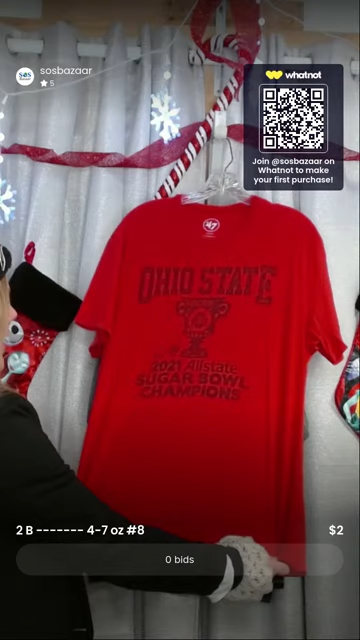 sosbazaar
SOS
★ 5
whatnot
Join @sosbazaar on
Whatnot to make
your first purchase!
'47
OHIO STATE
2021 Allstate
SUGAR BOWL
CHAMPIONS
2 B ------- 4-7 oz #8
$2
0 bids